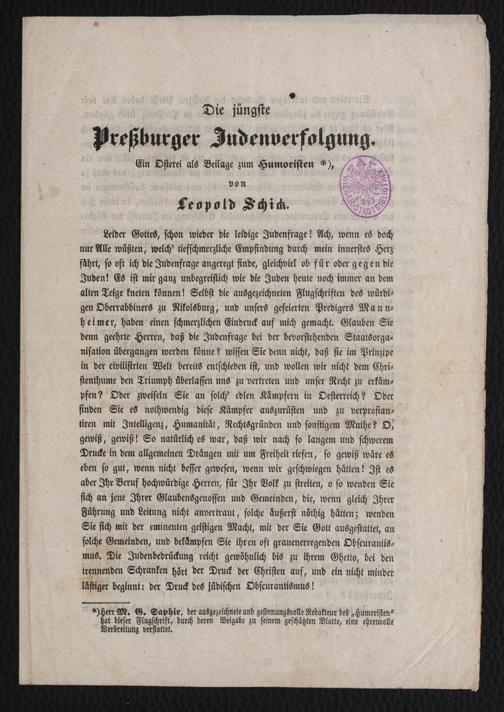 Die jüngste
Preßburger Judenverfolgung.
Ein Osterei als Beilage zum Humoristen *),
von
Leopold Schick.
Leider Gottes, schon wieder die leidige Judenfrage! Ach, wenn es doch
nur Alle wüßten, welch' tiefschmerzliche Empfindung durch mein innerstes Herz
fährt, so oft ich die Judenfrage angeregt finde, gleichviel ob für oder gegen die
Juden! Es ist mir ganz unbegreiflich wie die Juden heute noch immer an dem
alten Teige kneten können! Selbst die ausgezeichneten Flugschriften des würdi-
gen Oberrabbiners zu Nikolsburg, und unsers gefeierten Predigers Mann-
heimer, haben einen schmerzlichen Eindruck auf mich gemacht. Glauben Sie
denn geehrte Herren, daß die Judenfrage bei der bevorstehenden Staatsorga-
nisation übergangen werden könne? wissen Sie denn nicht, daß sie im Prinzipe
in der civilisirten Welt bereits entschieden ist, und wollen wir nicht dem Chri-
stenthume den Triumph überlassen uns zu vertreten und unser Recht zu erkäm-
pfen? Oder zweifeln Sie an solch' edlen Kämpfern in Oesterreich? Oder
finden Sie es nothwendig diese Kämpfer auszurüsten und zu verprofian-
tiren mit Intelligenz, Humanität, Rechtsgründen und sonstigem Muthe? O,
gewiß, gewiß! So natürlich es war, daß wir nach so langem und schwerem
Drucke in dem allgemeinen Drängen mit um Freiheit riefen, so gewiß wäre es
eben so gut, wenn nicht besser gewesen, wenn wir geschwiegen hätten! Ist es
aber Ihr Beruf hochwürdige Herren, für Ihr Volk zu streiten, o so wenden Sie
sich an jene Ihrer Glaubensgenossen und Gemeinden, die, wenn gleich Ihrer
Führung und Leitung nicht anvertraut, solche äußerst nöthig hätten; wenden
Sie sich mit der eminenten geistigen Macht, mit der Sie Gott ausgestattet, an
solche Gemeinden, und bekämpfen Sie ihren oft grauenerregenden Obscurantis-
mus. Die Judenbedrückung reicht gewöhnlich bis zu ihrem Ghetto, bei den
trennenden Schranken hört der Druck der Christen auf, und ein nicht minder
lästiger beginnt: der Druck des jüdischen Obscurantismus!
*) Herr M. G. Saphir, der ausgezeichnete und gesinnungsvolle Redakteur des „Humoristen“
hat dieser Flugschrift, durch deren Beigabe zu seinem geschätzten Blatte, eine ehrenvolle
Verbreitung verstattet.